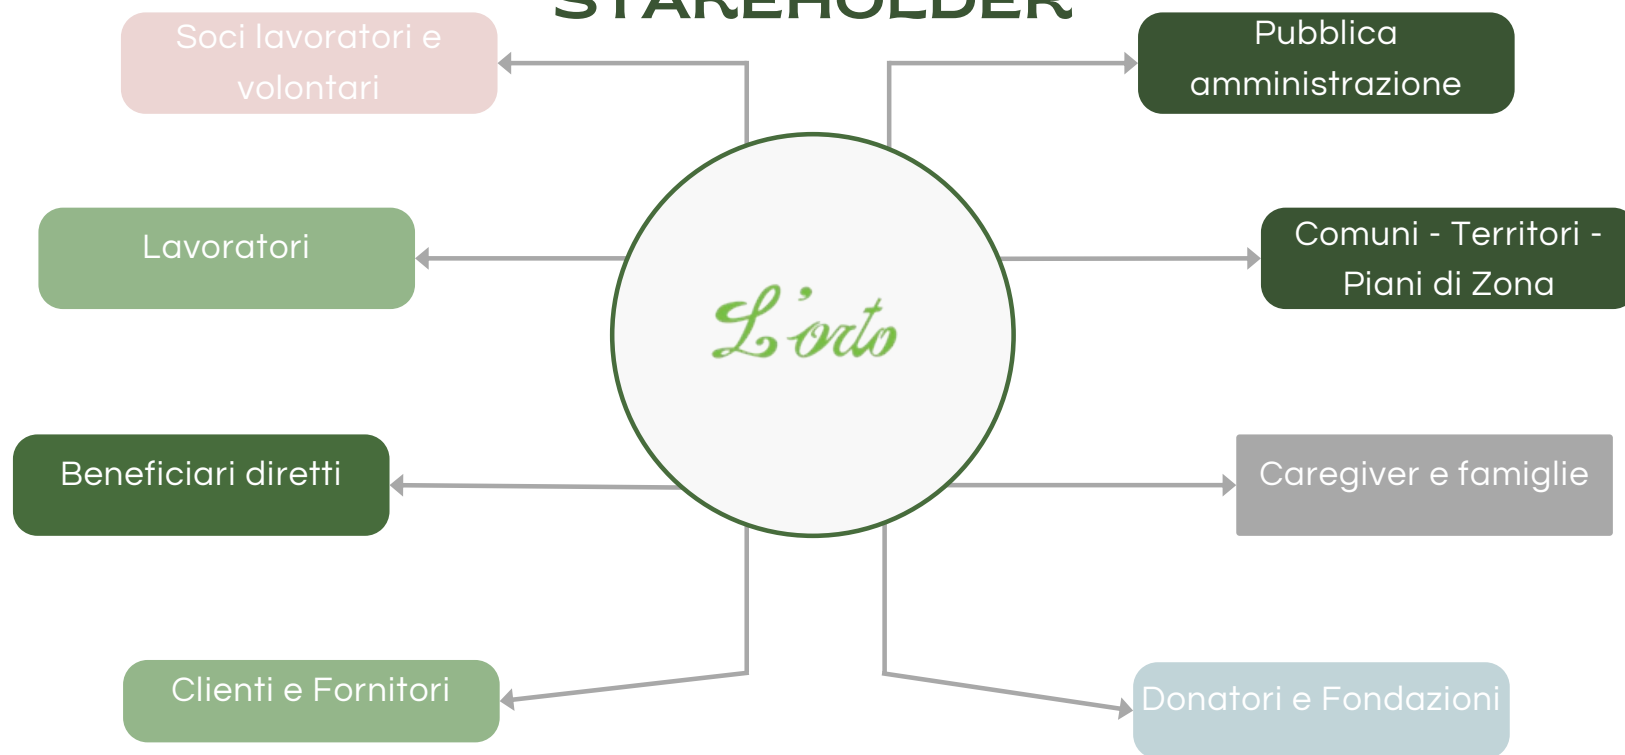 STAKEHOLDER
Soci lavoratori e
volontari
Pubblica
amministrazione
Lavoratori
Comuni - Territori -
Piani di Zona
L'orto
Beneficiari diretti
Caregiver e famiglie
Clienti e Fornitori
Donatori e Fondazioni